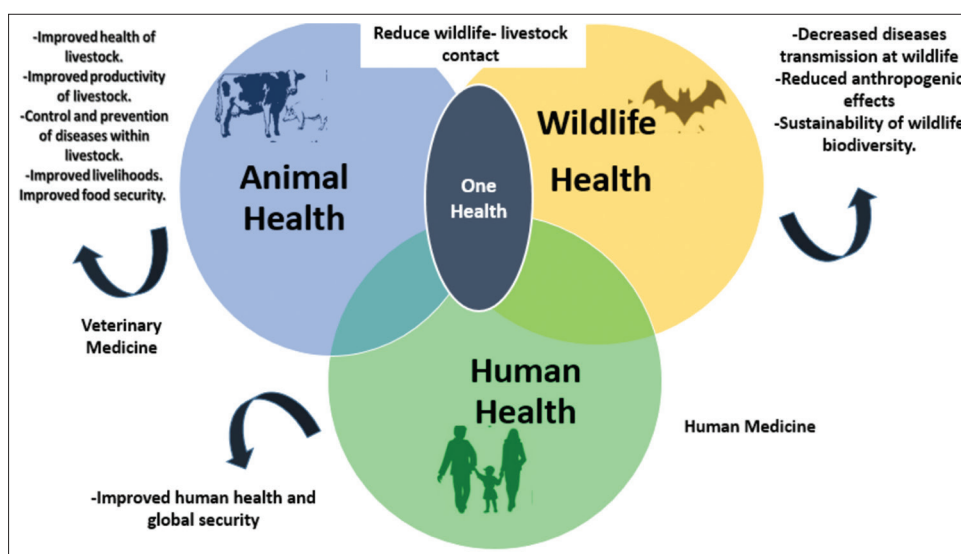 -Improved health of
livestock.
-Improved productivity
of livestock.
-Control and prevention
of diseases within
livestock.
-Improved livelihoods.
Improved food security.
Reduce wildlife- livestock
contact
-Decreased diseases
transmission at wildlife
-Reduced anthropogenic
effects
-Sustainability of wildlife
biodiversity.
Animal
Health
One
Health
Wildlife
Health
Veterinary
Medicine
Human
Health
Human Medicine
-Improved human health and
global security